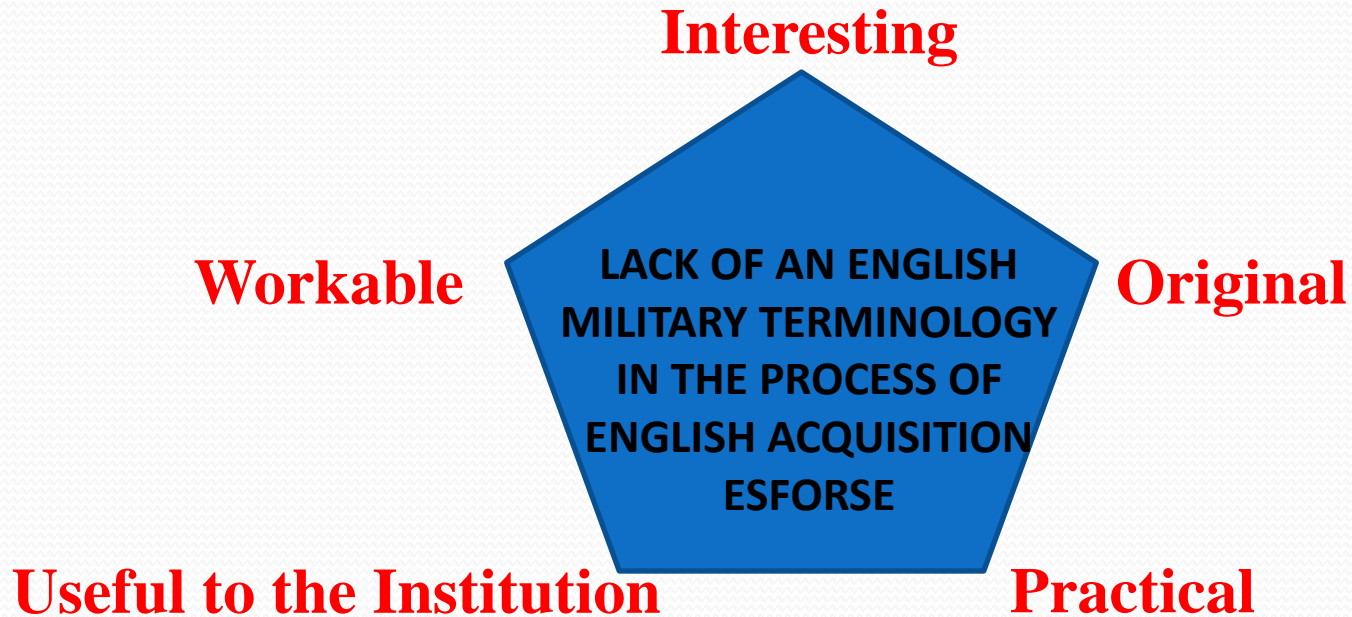 Interesting
Workable
LACK OF AN ENGLISH
MILITARY TERMINOLOGY
IN THE PROCESS OF
ENGLISH ACQUISITION
ESFORSE
Original
Useful to the Institution
Practical